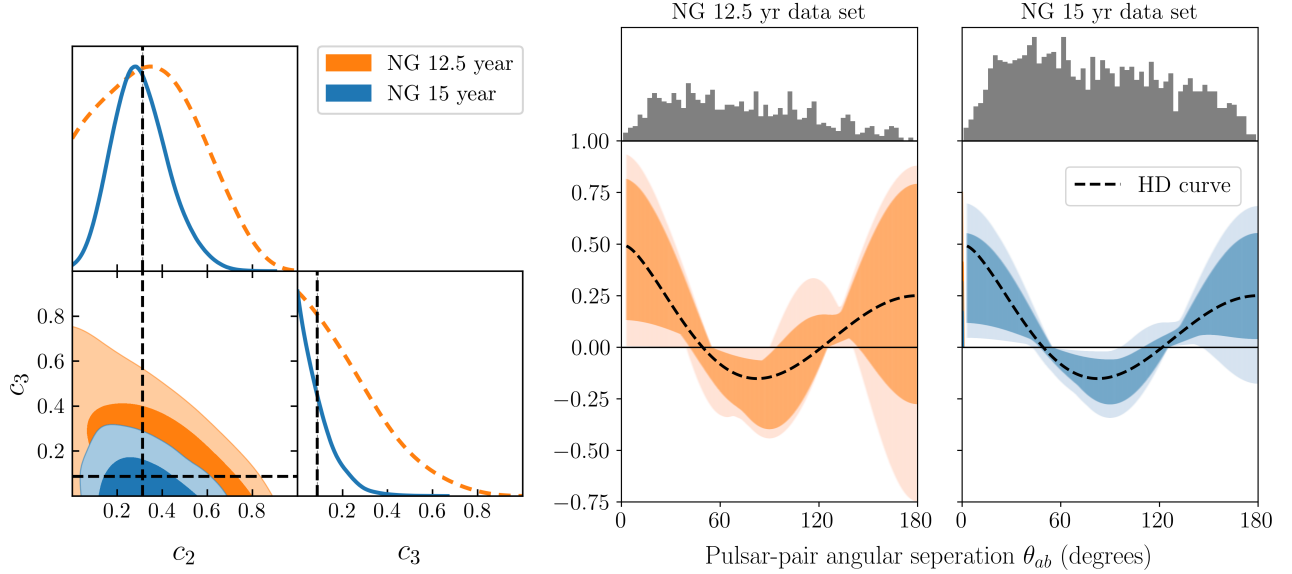 NG 12.5 year
NG 15 year
c₃
0.8
0.6
0.4
0.2
0.2 0.4 0.6 0.8
0.2 0.4 0.6 0.8
c₂
c₃
NG 12.5 yr data set
NG 15 yr data set
1.00
0.75
0.50
0.25
0.00
−0.25
−0.50
−0.75
HD curve
0 60 120 180
0 60 120 180
Pulsar-pair angular seperation θ_ab (degrees)